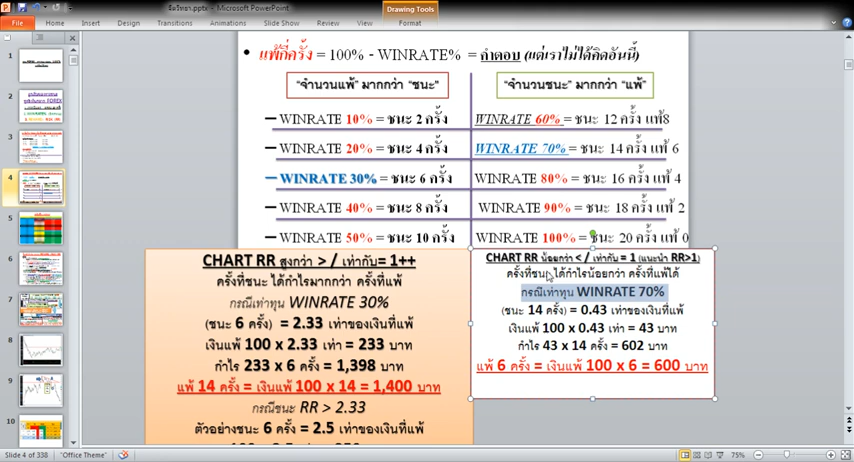 ฉีดวิทลา.pptx - Microsoft PowerPoint
Drawing Tools
File
Home
Insert
Design
Transitions
Animations
Slide Show
Review
View
Format
• แพ้กี่ครั้ง = 100% - WINRATE% = คำตอบ (แต่เราไม่ได้คิดอันนี้)
"จำนวนแพ้" มากกว่า "ชนะ"
"จำนวนชนะ" มากกว่า "แพ้"
– WINRATE 10% = ชนะ 2 ครั้ง
WINRATE 60% = ชนะ 12 ครั้ง แพ้8
– WINRATE 20% = ชนะ 4 ครั้ง
WINRATE 70% = ชนะ 14 ครั้ง แพ้ 6
– WINRATE 30% = ชนะ 6 ครั้ง
WINRATE 80% = ชนะ 16 ครั้ง แพ้ 4
– WINRATE 40% = ชนะ 8 ครั้ง
WINRATE 90% = ชนะ 18 ครั้ง แพ้ 2
– WINRATE 50% = ชนะ 10 ครั้ง
WINRATE 100% = ชนะ 20 ครั้ง แพ้ 0
CHART RR สูงกว่า > / เท่ากับ= 1++
ครั้งที่ชนะ ได้กำไรมากกว่า ครั้งที่แพ้
กรณีเท่าทุน WINRATE 30%
(ชนะ 6 ครั้ง) = 2.33 เท่าของเงินที่แพ้
เงินแพ้ 100 x 2.33 เท่า = 233 บาท
กำไร 233 x 6 ครั้ง = 1,398 บาท
แพ้ 14 ครั้ง = เงินแพ้ 100 x 14 = 1,400 บาท
กรณีชนะ RR > 2.33
ตัวอย่างชนะ 6 ครั้ง = 2.5 เท่าของเงินที่แพ้
CHART RR น้อยกว่า < / เท่ากับ = 1 (แนะนำ RR>1)
ครั้งที่ชนะ ได้กำไรน้อยกว่า ครั้งที่แพ้ได้
กรณีเท่าทุน WINRATE 70%
(ชนะ 14 ครั้ง) = 0.43 เท่าของเงินที่แพ้
เงินแพ้ 100 x 0.43 เท่า = 43 บาท
กำไร 43 x 14 ครั้ง = 602 บาท
แพ้ 6 ครั้ง = เงินแพ้ 100 x 6 = 600 บาท
1
2
3
4
5
6
7
8
9
10
Slide 4 of 338
"Office Theme"
75%